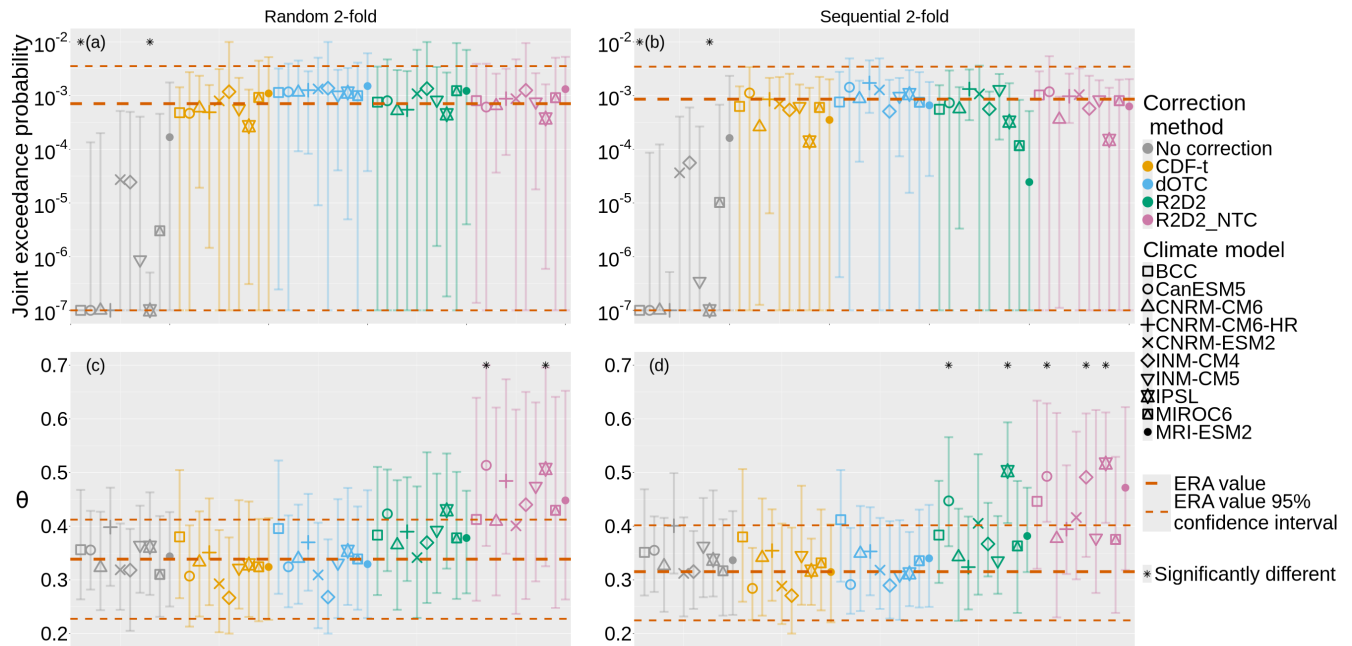 Random 2-fold
Sequential 2-fold
Joint exceedance probability
(a)
10⁻²
10⁻³
10⁻⁴
10⁻⁵
10⁻⁶
10⁻⁷
(b)
10⁻²
10⁻³
10⁻⁴
10⁻⁵
10⁻⁶
10⁻⁷
θ
(c)
0.7
0.6
0.5
0.4
0.3
0.2
(d)
0.7
0.6
0.5
0.4
0.3
0.2
Correction
method
No correction
CDF-t
dOTC
R2D2
R2D2_NTC
Climate model
BCC
CanESM5
CNRM-CM6
CNRM-CM6-HR
CNRM-ESM2
INM-CM4
INM-CM5
IPSL
MIROC6
MRI-ESM2
ERA value
ERA value 95%
confidence interval
Significantly different